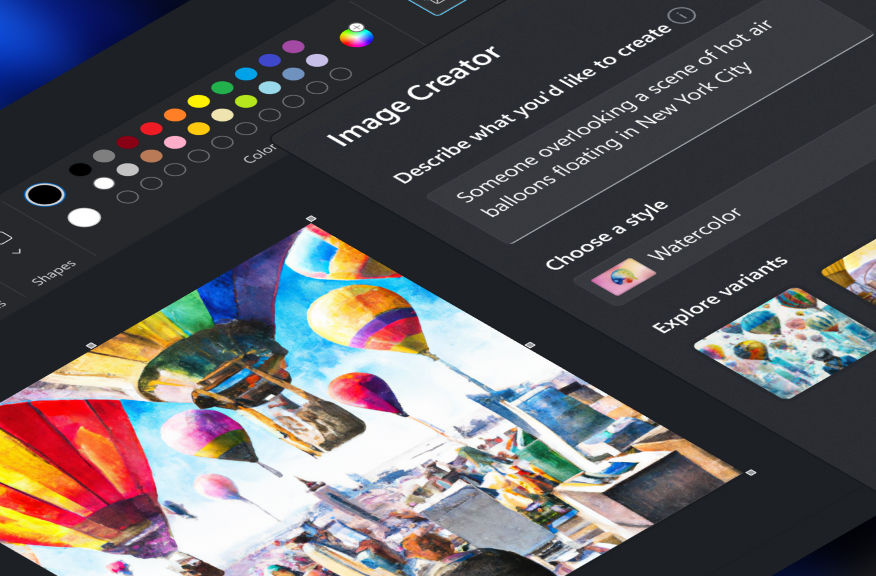 Image Creator
Describe what you'd like to create
Someone overlooking a scene of hot air
balloons floating in New York City
Choose a style
Watercolor
Explore variants
Color
Shapes